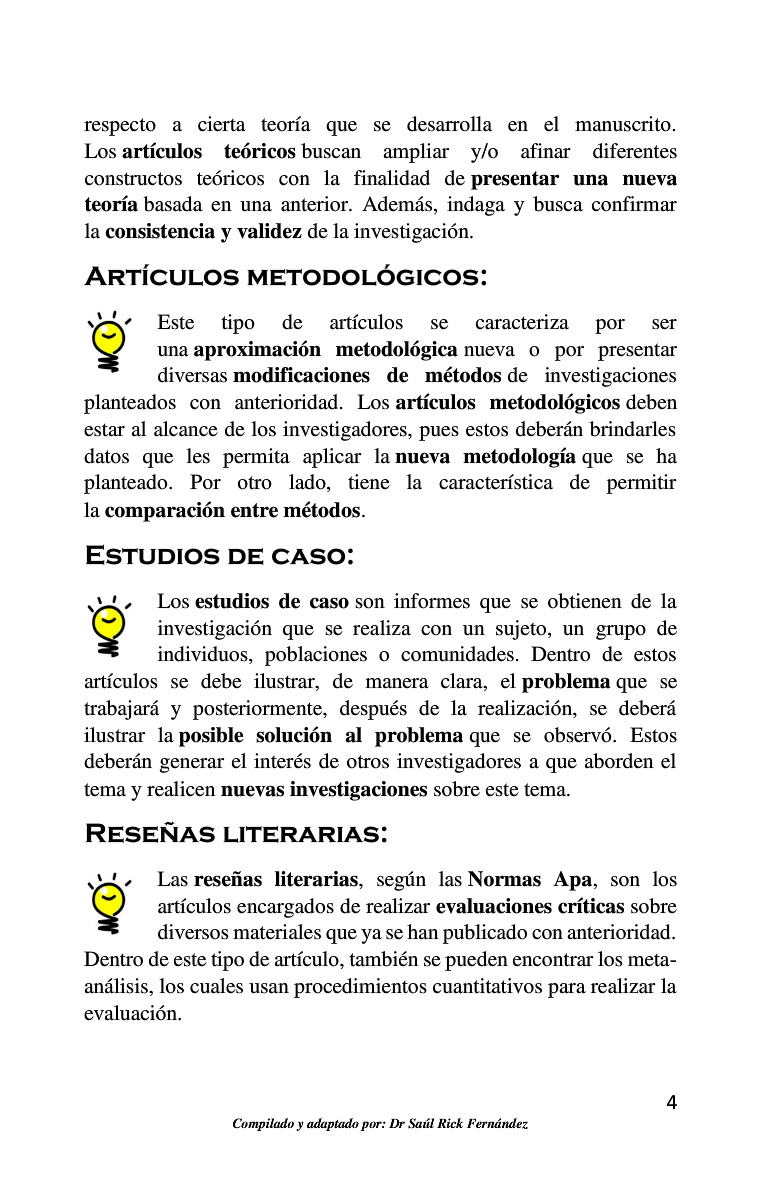 respecto a cierta teoría que se desarrolla en el manuscrito.
Los artículos teóricos buscan ampliar y/o afinar diferentes
constructos teóricos con la finalidad de presentar una nueva
teoría basada en una anterior. Además, indaga y busca confirmar
la consistencia y validez de la investigación.
Artículos metodológicos:
Este tipo de artículos se caracteriza por ser
una aproximación metodológica nueva o por presentar
diversas modificaciones de métodos de investigaciones
planteados con anterioridad. Los artículos metodológicos deben
estar al alcance de los investigadores, pues estos deberán brindarles
datos que les permita aplicar la nueva metodología que se ha
planteado. Por otro lado, tiene la característica de permitir
la comparación entre métodos.
Estudios de caso:
Los estudios de caso son informes que se obtienen de la
investigación que se realiza con un sujeto, un grupo de
individuos, poblaciones o comunidades. Dentro de estos
artículos se debe ilustrar, de manera clara, el problema que se
trabajará y posteriormente, después de la realización, se deberá
ilustrar la posible solución al problema que se observó. Estos
deberán generar el interés de otros investigadores a que aborden el
tema y realicen nuevas investigaciones sobre este tema.
Reseñas literarias:
Las reseñas literarias, según las Normas Apa, son los
artículos encargados de realizar evaluaciones críticas sobre
diversos materiales que ya se han publicado con anterioridad.
Dentro de este tipo de artículo, también se pueden encontrar los meta-
análisis, los cuales usan procedimientos cuantitativos para realizar la
evaluación.
4
Compilado y adaptado por: Dr Saúl Rick Fernández